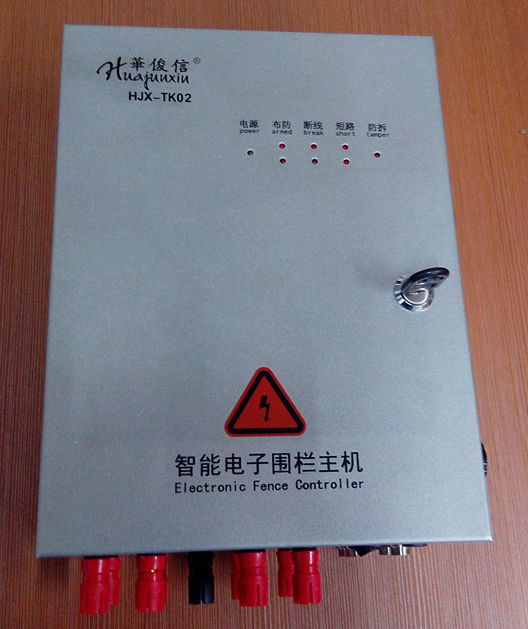 華俊信®
Huajunxin
HJX-TK02
电源 布防 断线 短路 防拆
power armed break short tamper
智能电子围栏主机
Electronic Fence Controller